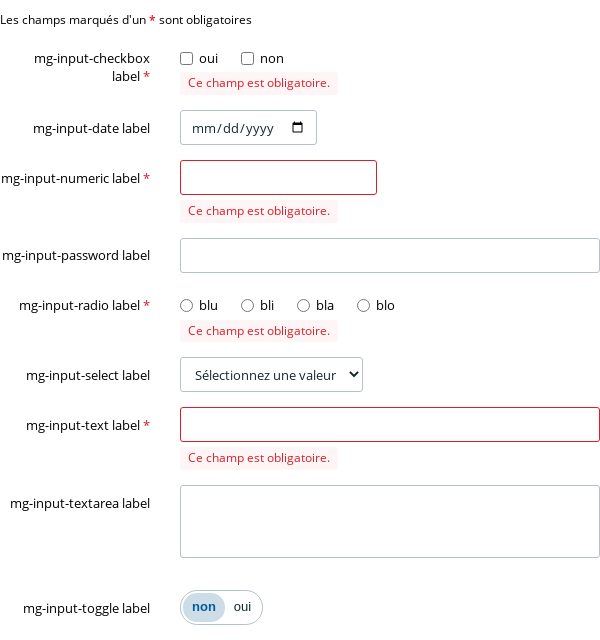 Les champs marqués d'un * sont obligatoires
mg-input-checkbox label *
oui non
Ce champ est obligatoire.
mg-input-date label
mm/dd/yyyy
mg-input-numeric label *
Ce champ est obligatoire.
mg-input-password label
mg-input-radio label *
blu bli bla blo
Ce champ est obligatoire.
mg-input-select label
Sélectionnez une valeur
mg-input-text label *
Ce champ est obligatoire.
mg-input-textarea label
mg-input-toggle label
non oui